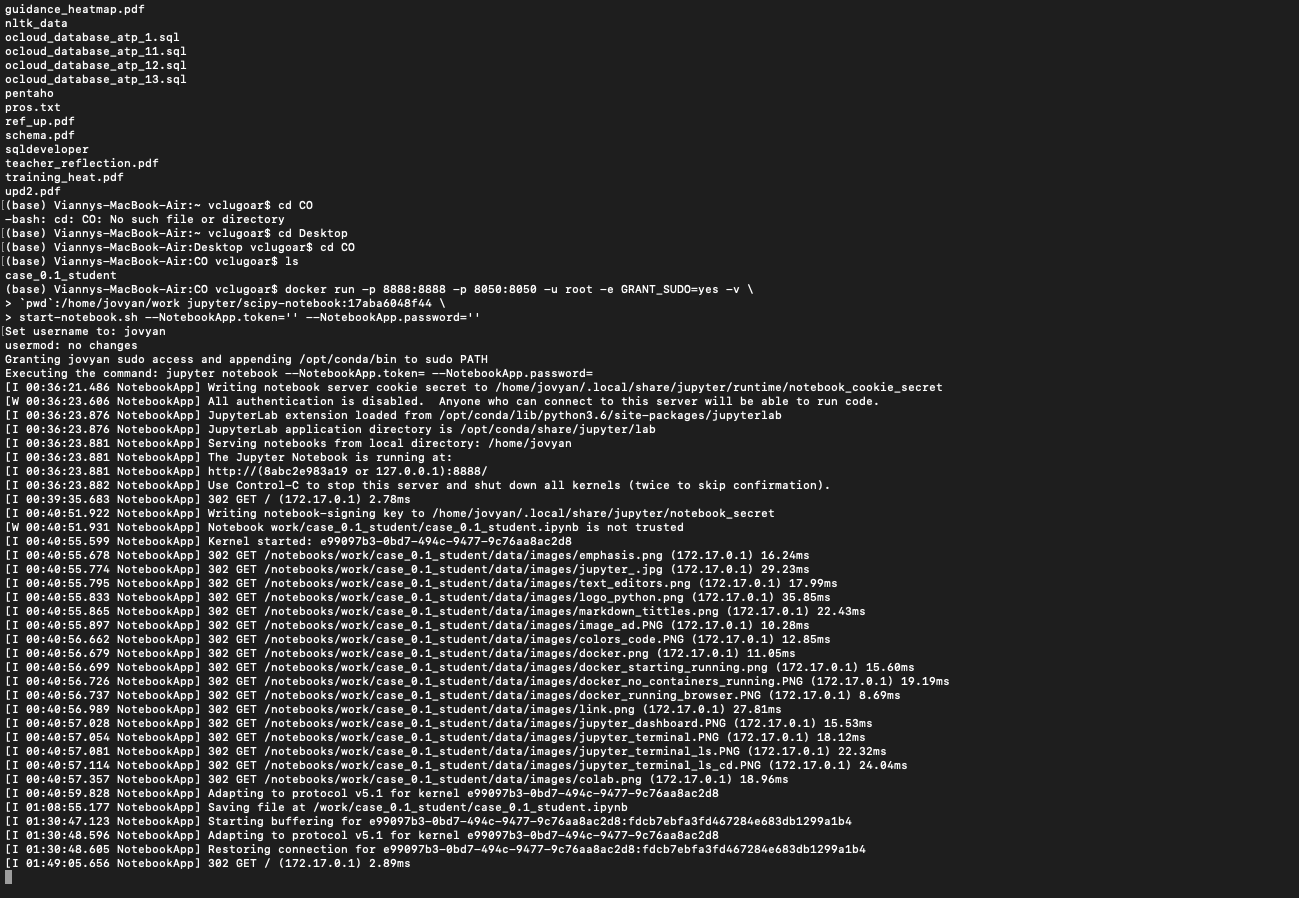 guidance_heatmap.pdf
nltk_data
ocloud_database_atp_1.sql
ocloud_database_atp_11.sql
ocloud_database_atp_12.sql
ocloud_database_atp_13.sql
pentaho
pros.txt
ref_up.pdf
schema.pdf
sqldeveloper
teacher_reflection.pdf
training_heat.pdf
upd2.pdf
[(base) Viannys-MacBook-Air:~ vclugoar$ cd CO
-bash: cd: CO: No such file or directory
[(base) Viannys-MacBook-Air:~ vclugoar$ cd Desktop
[(base) Viannys-MacBook-Air:Desktop vclugoar$ cd CO
[(base) Viannys-MacBook-Air:CO vclugoar$ ls
case_0.1_student
(base) Viannys-MacBook-Air:CO vclugoar$ docker run -p 8888:8888 -p 8050:8050 -u root -e GRANT_SUDO=yes -v \
> `pwd`:/home/jovyan/work jupyter/scipy-notebook:17aba6048f44 \
> start-notebook.sh --NotebookApp.token='' --NotebookApp.password=''
[Set username to: jovyan
usermod: no changes
Granting jovyan sudo access and appending /opt/conda/bin to sudo PATH
Executing the command: jupyter notebook --NotebookApp.token= --NotebookApp.password=
[I 00:36:21.486 NotebookApp] Writing notebook server cookie secret to /home/jovyan/.local/share/jupyter/runtime/notebook_cookie_secret
[W 00:36:23.606 NotebookApp] All authentication is disabled.  Anyone who can connect to this server will be able to run code.
[I 00:36:23.876 NotebookApp] JupyterLab extension loaded from /opt/conda/lib/python3.6/site-packages/jupyterlab
[I 00:36:23.876 NotebookApp] JupyterLab application directory is /opt/conda/share/jupyter/lab
[I 00:36:23.881 NotebookApp] Serving notebooks from local directory: /home/jovyan
[I 00:36:23.881 NotebookApp] The Jupyter Notebook is running at:
[I 00:36:23.881 NotebookApp] http://(8abc2e983a19 or 127.0.0.1):8888/
[I 00:36:23.882 NotebookApp] Use Control-C to stop this server and shut down all kernels (twice to skip confirmation).
[I 00:39:35.683 NotebookApp] 302 GET / (172.17.0.1) 2.78ms
[I 00:40:51.922 NotebookApp] Writing notebook-signing key to /home/jovyan/.local/share/jupyter/notebook_secret
[W 00:40:51.931 NotebookApp] Notebook work/case_0.1_student/case_0.1_student.ipynb is not trusted
[I 00:40:55.599 NotebookApp] Kernel started: e99097b3-0bd7-494c-9477-9c76aa8ac2d8
[I 00:40:55.678 NotebookApp] 302 GET /notebooks/work/case_0.1_student/data/images/emphasis.png (172.17.0.1) 16.24ms
[I 00:40:55.774 NotebookApp] 302 GET /notebooks/work/case_0.1_student/data/images/jupyter_.jpg (172.17.0.1) 29.23ms
[I 00:40:55.795 NotebookApp] 302 GET /notebooks/work/case_0.1_student/data/images/text_editors.png (172.17.0.1) 17.99ms
[I 00:40:55.833 NotebookApp] 302 GET /notebooks/work/case_0.1_student/data/images/logo_python.png (172.17.0.1) 35.85ms
[I 00:40:55.865 NotebookApp] 302 GET /notebooks/work/case_0.1_student/data/images/markdown_tittles.png (172.17.0.1) 22.43ms
[I 00:40:55.897 NotebookApp] 302 GET /notebooks/work/case_0.1_student/data/images/image_ad.PNG (172.17.0.1) 10.28ms
[I 00:40:56.662 NotebookApp] 302 GET /notebooks/work/case_0.1_student/data/images/colors_code.PNG (172.17.0.1) 12.85ms
[I 00:40:56.679 NotebookApp] 302 GET /notebooks/work/case_0.1_student/data/images/docker.png (172.17.0.1) 11.05ms
[I 00:40:56.699 NotebookApp] 302 GET /notebooks/work/case_0.1_student/data/images/docker_starting_running.png (172.17.0.1) 15.60ms
[I 00:40:56.726 NotebookApp] 302 GET /notebooks/work/case_0.1_student/data/images/docker_no_containers_running.PNG (172.17.0.1) 19.19ms
[I 00:40:56.737 NotebookApp] 302 GET /notebooks/work/case_0.1_student/data/images/docker_running_browser.PNG (172.17.0.1) 8.69ms
[I 00:40:56.989 NotebookApp] 302 GET /notebooks/work/case_0.1_student/data/images/link.png (172.17.0.1) 27.81ms
[I 00:40:57.028 NotebookApp] 302 GET /notebooks/work/case_0.1_student/data/images/jupyter_dashboard.PNG (172.17.0.1) 15.53ms
[I 00:40:57.054 NotebookApp] 302 GET /notebooks/work/case_0.1_student/data/images/jupyter_terminal.PNG (172.17.0.1) 18.12ms
[I 00:40:57.081 NotebookApp] 302 GET /notebooks/work/case_0.1_student/data/images/jupyter_terminal_ls.PNG (172.17.0.1) 22.32ms
[I 00:40:57.114 NotebookApp] 302 GET /notebooks/work/case_0.1_student/data/images/jupyter_terminal_ls_cd.PNG (172.17.0.1) 24.04ms
[I 00:40:57.357 NotebookApp] 302 GET /notebooks/work/case_0.1_student/data/images/colab.png (172.17.0.1) 18.96ms
[I 00:40:59.828 NotebookApp] Adapting to protocol v5.1 for kernel e99097b3-0bd7-494c-9477-9c76aa8ac2d8
[I 01:08:55.177 NotebookApp] Saving file at /work/case_0.1_student/case_0.1_student.ipynb
[I 01:30:47.123 NotebookApp] Starting buffering for e99097b3-0bd7-494c-9477-9c76aa8ac2d8:fdcb7ebfa3fd467284e683db1299a1b4
[I 01:30:48.596 NotebookApp] Adapting to protocol v5.1 for kernel e99097b3-0bd7-494c-9477-9c76aa8ac2d8
[I 01:30:48.605 NotebookApp] Restoring connection for e99097b3-0bd7-494c-9477-9c76aa8ac2d8:fdcb7ebfa3fd467284e683db1299a1b4
[I 01:49:05.656 NotebookApp] 302 GET / (172.17.0.1) 2.89ms